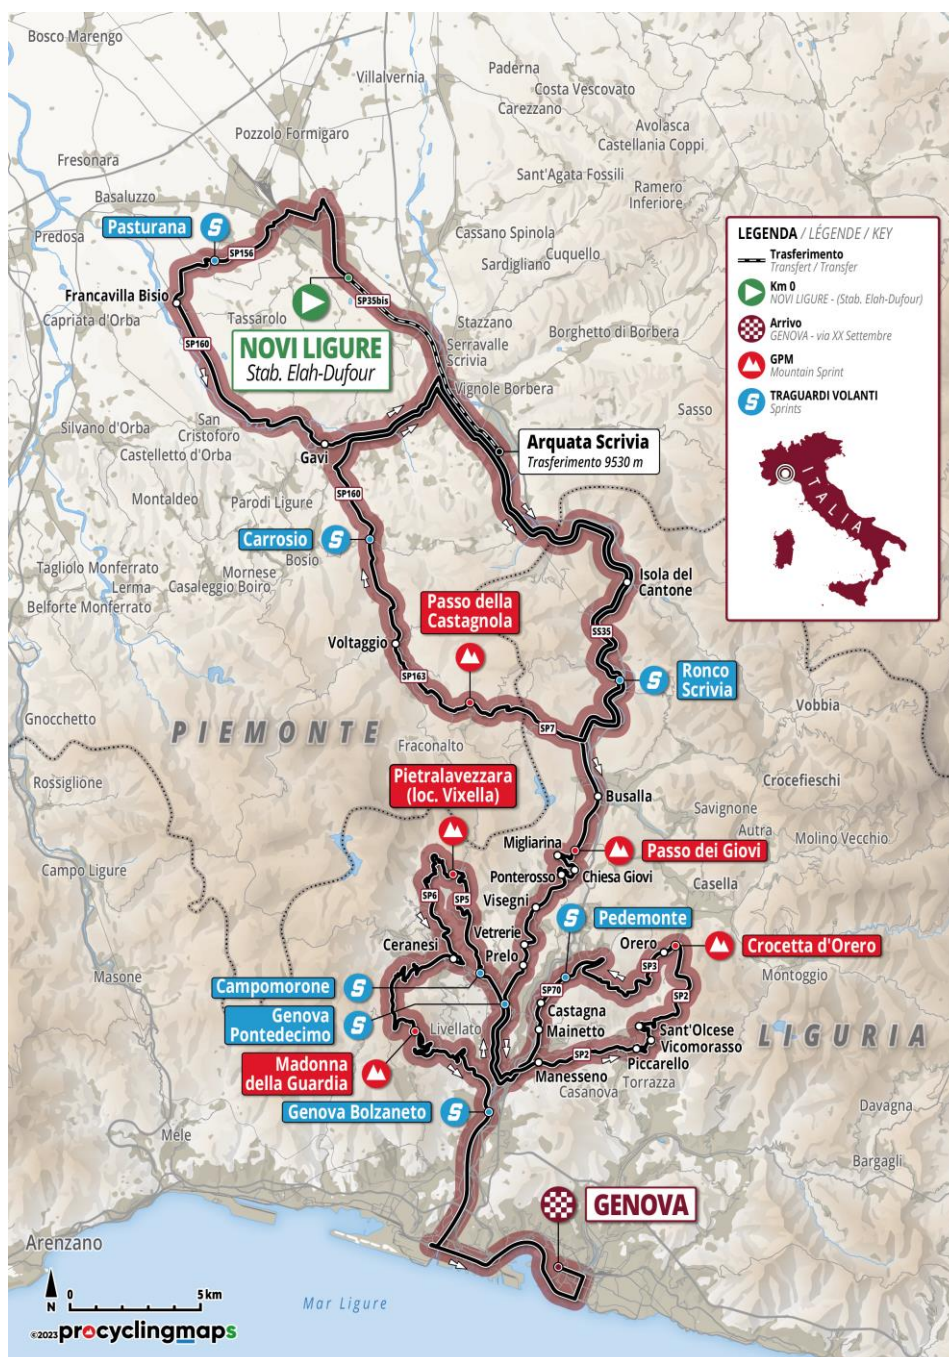 Bosco Marengo
Villalvernia
Paderna
Costa Vescovato
Carezzano
Avolasca
Castellania Coppi
Pozzolo Formigaro
Fresonara
Sant'Agata Fossili
Ramero
Inferiore
Basaluzzo
Predosa
Pasturana
S
SP156
Cassano Spinola
Cuquello
Sardigliano
Francavilla Bisio
Capriata d'Orba
Tassarolo
SP35bis
Stazzano
Borghetto di Borbera
NOVI LIGURE
Stab. Elah-Dufour
SP160
Serravalle
Scrivia
Vignole Borbera
Sasso
San
Cristoforo
Silvano d'Orba
Castelletto d'Orba
Gavi
Arquata Scrivia
Trasferimento 9530 m
Montaldeo
Parodi Ligure
SP160
Carrosio
S
Bosio
Tagliolo Monferrato
Mornese
Lerma
Casaleggio Boiro
Belforte Monferrato
Isola del
Cantone
Passo della
Castagnola
Voltaggio
SS35
SP163
Ronco
Scrivia
S
Gnocchetto
PIEMONTE
SP7
Vobbia
Fraconalto
Rossiglione
Pietralavezzara
(loc. Vixella)
Crocefieschi
Busalla
Savignone
Autra
Molino Vecchio
Migliarina
Passo dei Giovi
Campo Ligure
Ponterosso
Chiesa Giovi
Casella
SP6
SP5
Visegni
S
Pedemonte
Vetrerie
Ceranesi
Prelo
Orero
Crocetta d'Orero
Masone
SP3
Montoggio
Campomorone
S
SP70
SP2
Genova
Pontedecimo
S
Castagna
Livellato
Mainetto
Sant'Olcese
Vicomorasso
LIGURIA
Madonna
della Guardia
SP2
Piccarello
Manesseno
Torrazza
Casanova
Genova Bolzaneto
S
Davagna
Mele
Bargagli
GENOVA
Arenzano
Mar Ligure
N
0
5 km
©2023 procyclingmaps
LEGENDA / LÉGENDE / KEY
Trasferimento
Transfert / Transfer
Km 0
NOVI LIGURE - (Stab. Elah-Dufour)
Arrivo
GENOVA - via XX Settembre
GPM
Mountain Sprint
S
TRAGUARDI VOLANTI
Sprints
ITALIA